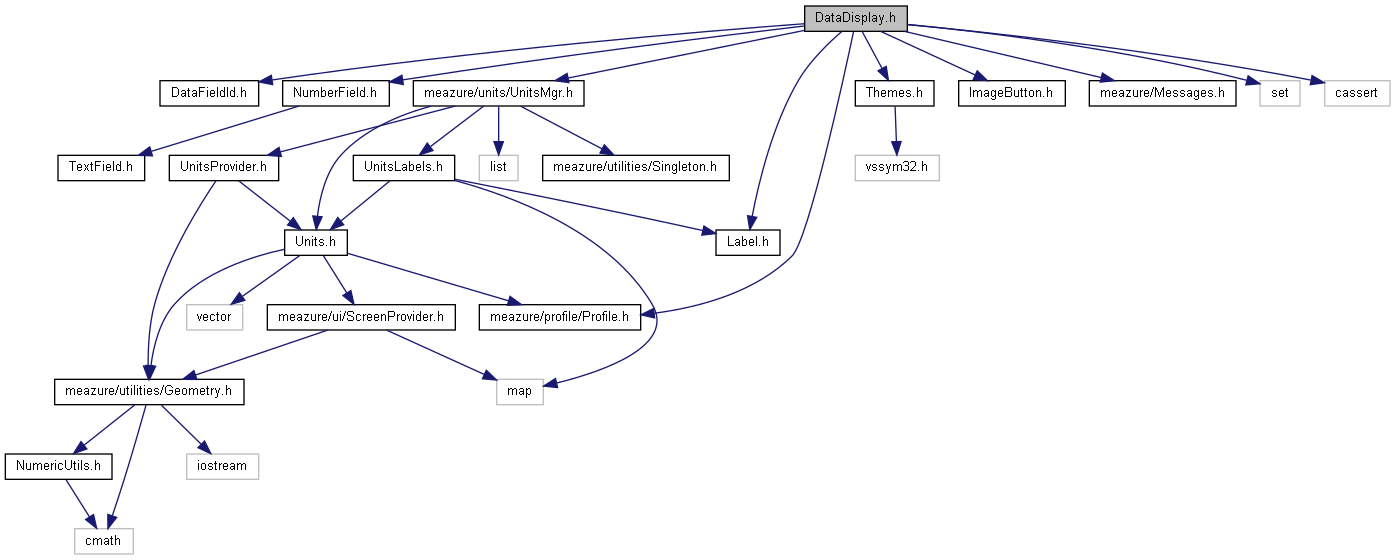 DataDisplay.h
DataFieldId.h
NumberField.h
meazure/units/UnitsMgr.h
Themes.h
ImageButton.h
meazure/Messages.h
set
cassert
TextField.h
UnitsProvider.h
UnitsLabels.h
list
meazure/utilities/Singleton.h
vssym32.h
Units.h
Label.h
vector
meazure/ui/ScreenProvider.h
meazure/profile/Profile.h
meazure/utilities/Geometry.h
map
NumericUtils.h
iostream
cmath